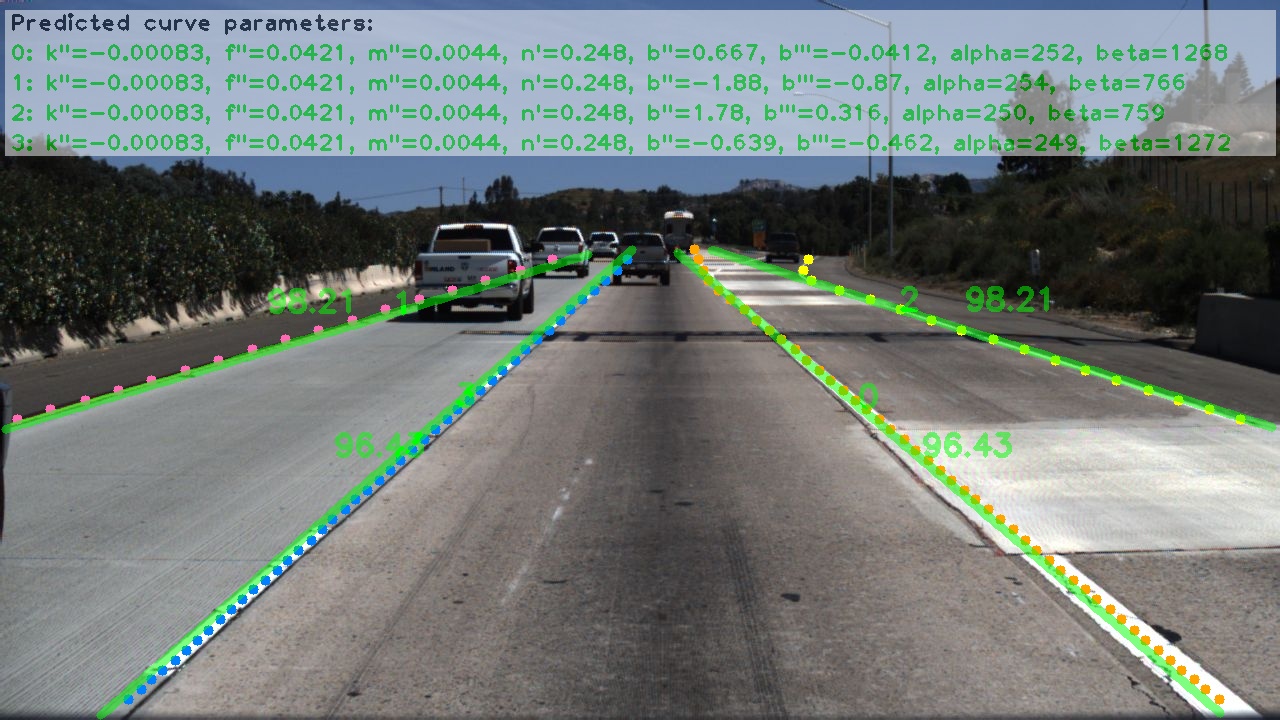 Predicted curve parameters:
0: k''=-0.00083, f''=0.0421, m''=0.0044, n'=0.248, b''=0.667, b'''=-0.0412, alpha=252, beta=1268
1: k''=-0.00083, f''=0.0421, m''=0.0044, n'=0.248, b''=-1.88, b'''=-0.87, alpha=254, beta=766
2: k''=-0.00083, f''=0.0421, m''=0.0044, n'=0.248, b''=1.78, b'''=0.316, alpha=250, beta=759
3: k''=-0.00083, f''=0.0421, m''=0.0044, n'=0.248, b''=-0.639, b'''=-0.462, alpha=249, beta=1272
98.21 1 2 98.21
3 0
96.43 96.43